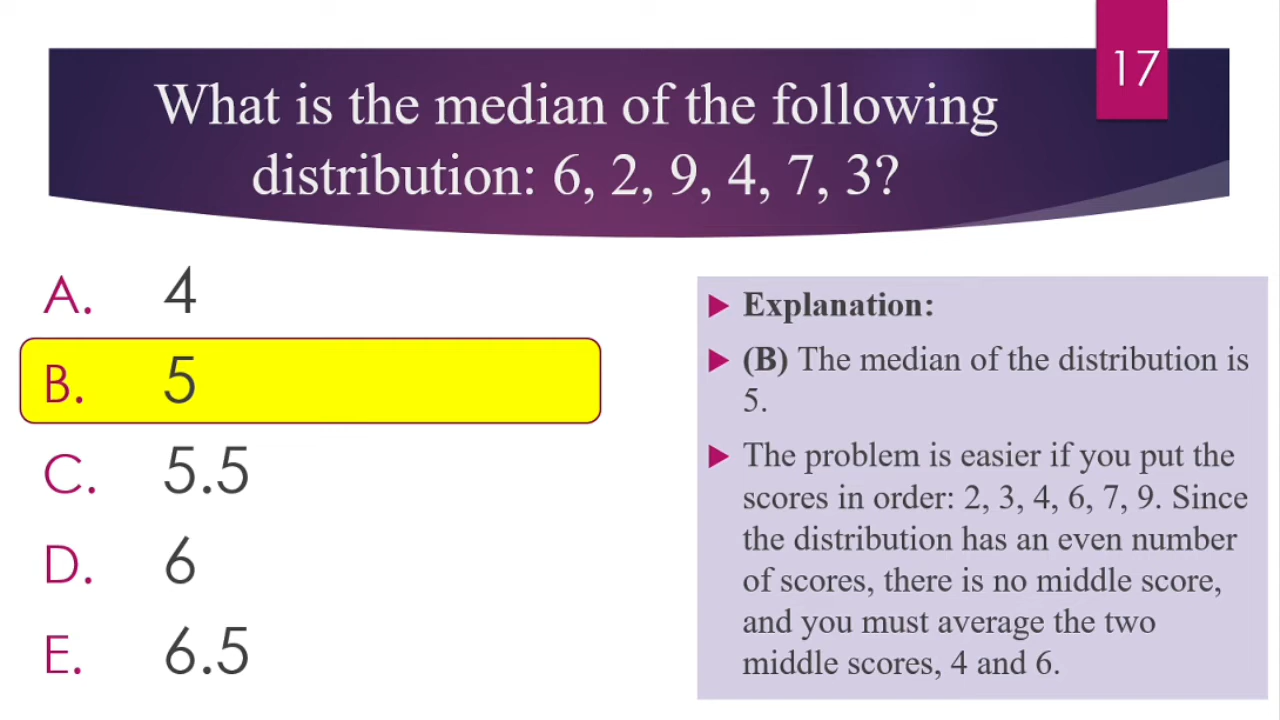 17
What is the median of the following
distribution: 6, 2, 9, 4, 7, 3?
A. 4
B. 5
C. 5.5
D. 6
E. 6.5
Explanation:
(B) The median of the distribution is
5.
The problem is easier if you put the
scores in order: 2, 3, 4, 6, 7, 9. Since
the distribution has an even number
of scores, there is no middle score,
and you must average the two
middle scores, 4 and 6.